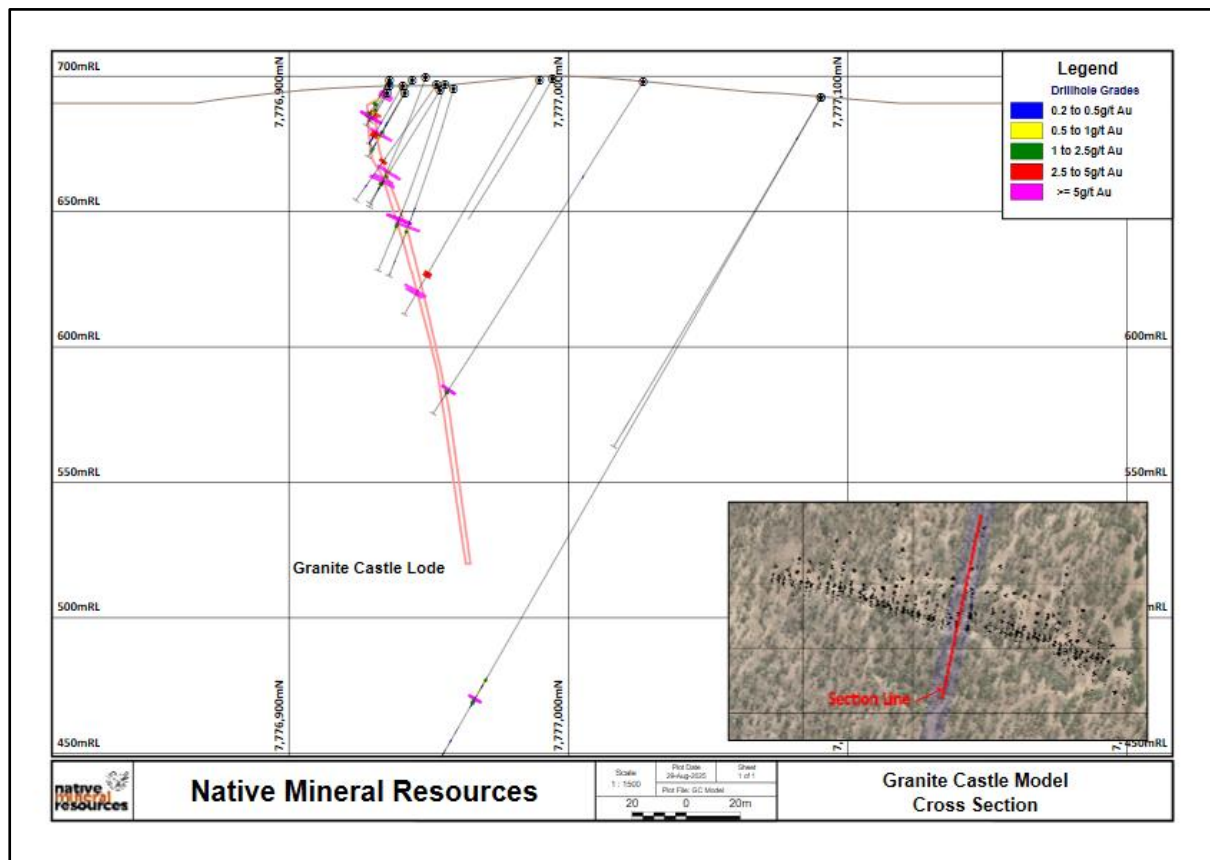 700mRL
7,776,900mN
7,777,000mN
7,777,100mN
Legend
Drillhole Grades
0.2 to 0.5g/t Au
0.5 to 1g/t Au
1 to 2.5g/t Au
2.5 to 5g/t Au
>= 5g/t Au
650mRL
650mRL
600mRL
600mRL
550mRL
550mRL
Granite Castle Lode
500mRL
mRL
Section Line
7,776,900mN
7,777,000mN
450mRL
450mRL
native
mineral
resources
Native Mineral Resources
Scale
1 : 1500
Plot Date
29-Aug-2025
Sheet
1 of 1
Plot File: GC Model
20 0 20m
Granite Castle Model
Cross Section